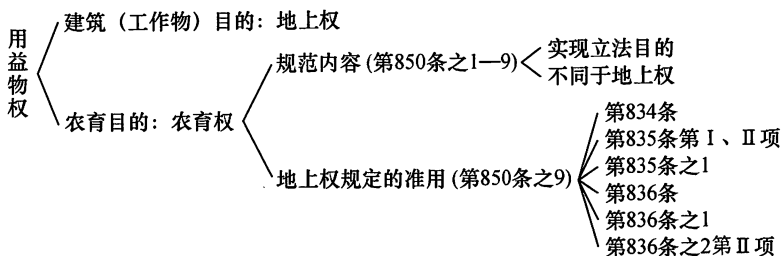 用益物权
建筑（工作物）目的：地上权
农育目的：农育权
规范内容 (第850条之1—9)
实现立法目的
不同于地上权
地上权规定的准用 (第850条之9)
第834条
第835条第Ⅰ、Ⅱ项
第835条之1
第836条
第836条之1
第836条之2第Ⅱ项